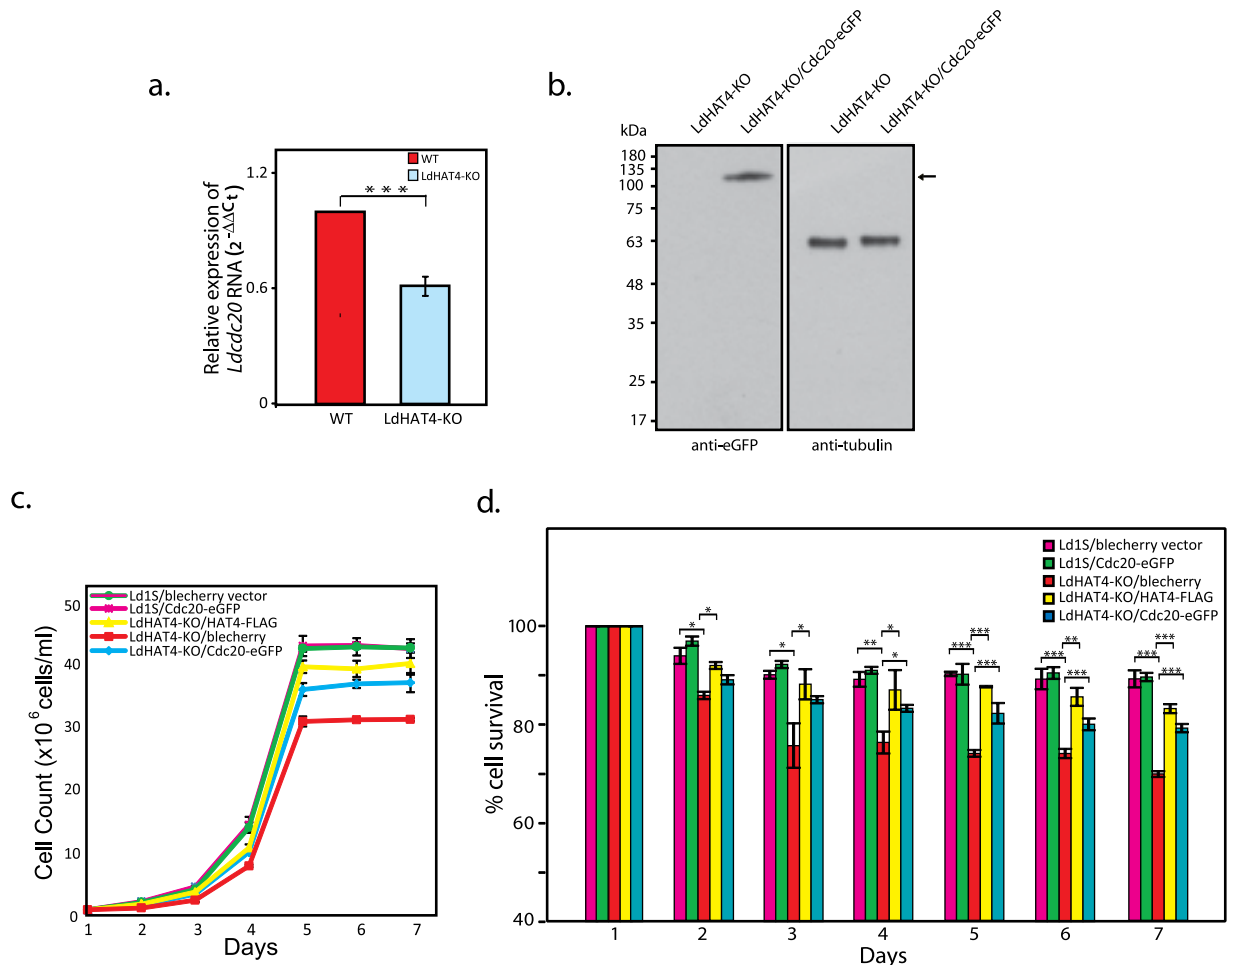 a.
Relative expression of
Ldcdc20 RNA (2-ΔΔCt)
1.2
0.6
0
WT
LdHAT4-KO
***
WT
LdHAT4-KO
b.
LdHAT4-KO
LdHAT4-KO/Cdc20-eGFP
LdHAT4-KO
LdHAT4-KO/Cdc20-eGFP
kDa
180
135
100
75
63
48
35
25
17
anti-eGFP
anti-tubulin
c.
Cell Count (x10 6 cells/ml)
50
40
30
20
10
0
Ld1S/blecherry vector
Ld1S/Cdc20-eGFP
LdHAT4-KO/HAT4-FLAG
LdHAT4-KO/blecherry
LdHAT4-KO/Cdc20-eGFP
1 2 3 4 5 6 7
Days
d.
% cell survival
100
80
60
40
Ld1S/blecherry vector
Ld1S/Cdc20-eGFP
LdHAT4-KO/blecherry
LdHAT4-KO/HAT4-FLAG
LdHAT4-KO/Cdc20-eGFP
* *
* *
** * *
*** *** ***
*** ** ***
*** *** ***
1 2 3 4 5 6 7
Days